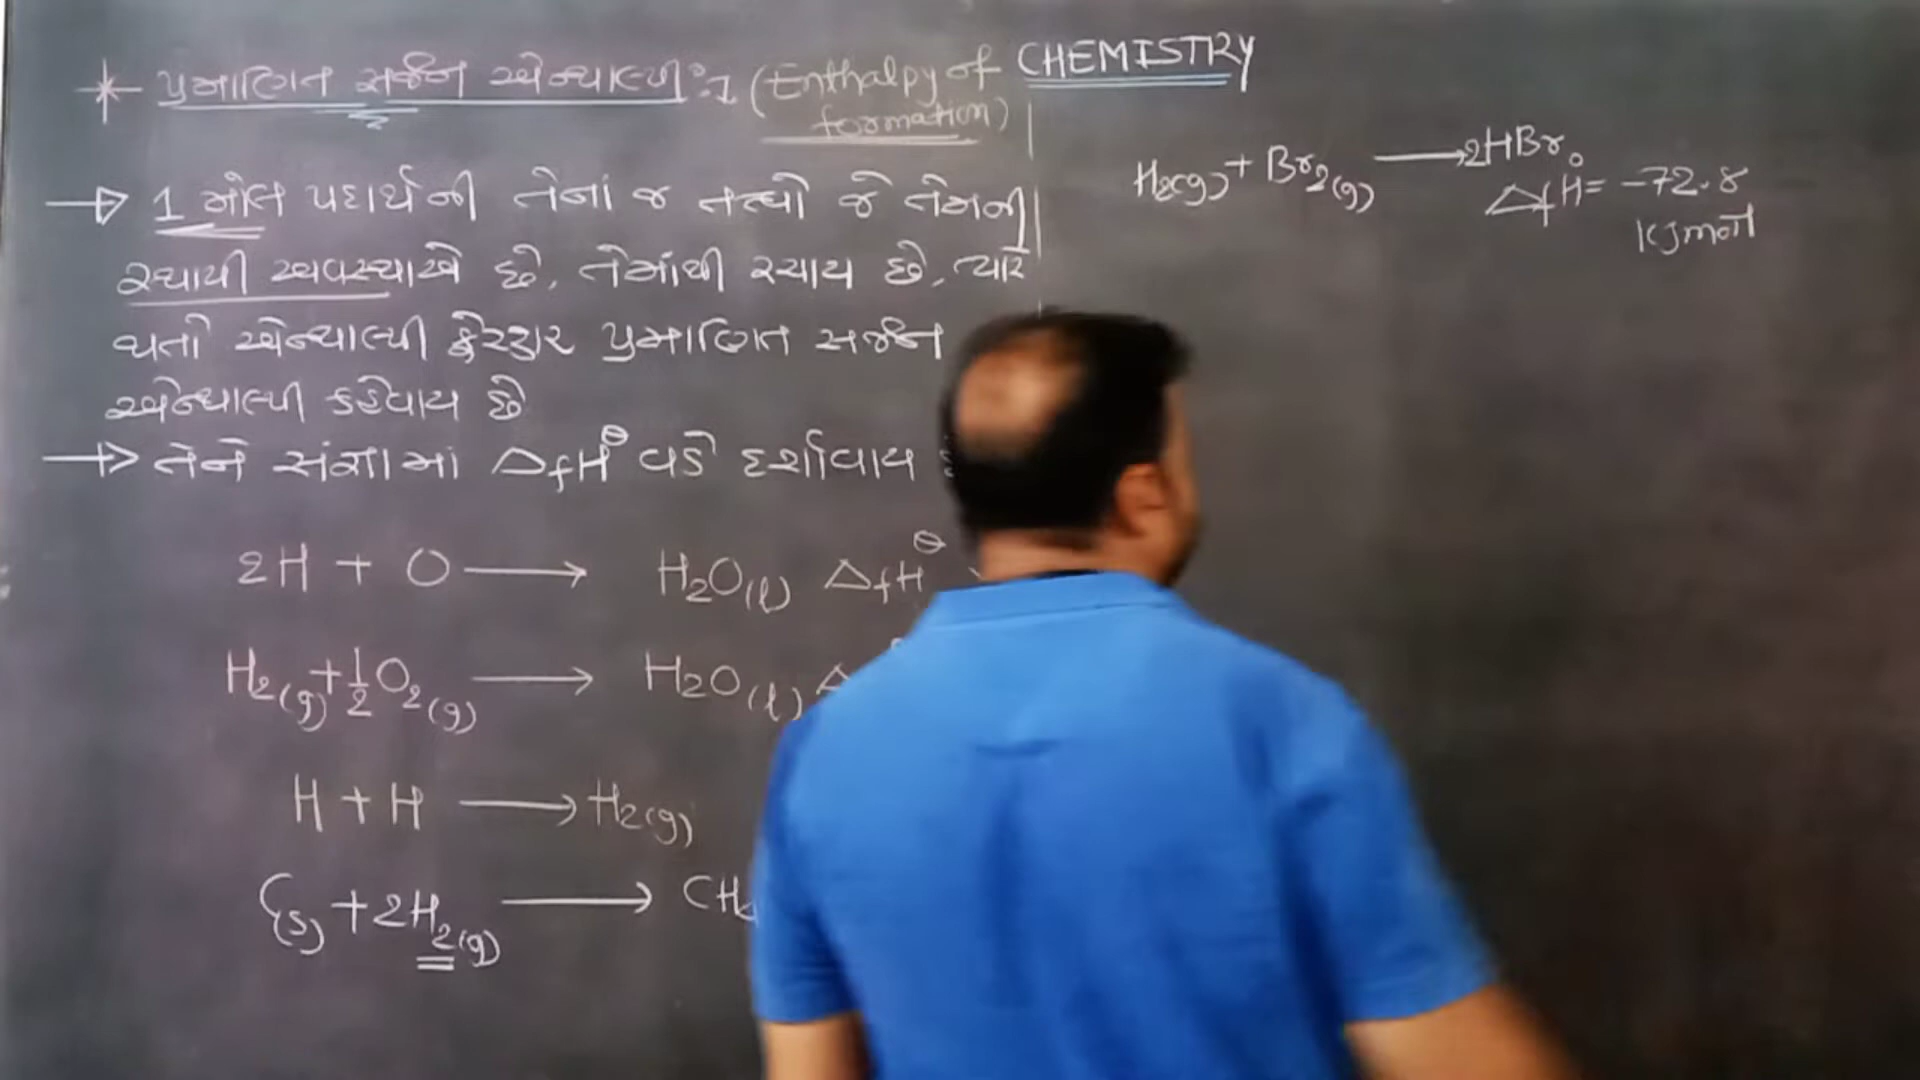 * પ્રમાણિત સર્જન એન્થાલ્પી :- (Enthalpy of
formation)
→ 1 મોલ પદાર્થની તેનાં જ તત્વો જે તેમની
સ્થાયી અવસ્થાએ છે, તેમાંથી રચાય છે, ત્યારે
થતો એન્થાલ્પી ફેરફાર પ્રમાણિત સર્જન
એન્થાલ્પી કહેવાય છે
→ તેને સંજ્ઞામાં ΔfH⊖ વડે દર્શાવાય
2H + O → H2O(l) ΔfH⊖
H2(g) + 1/2 O2(g) → H2O(l) Δ
H + H → H2(g)
C(s) + 2H2(g) → CH4
CHEMISTRY
H2(g) + Br2(g) → 2HBr
ΔfH° = -72.8